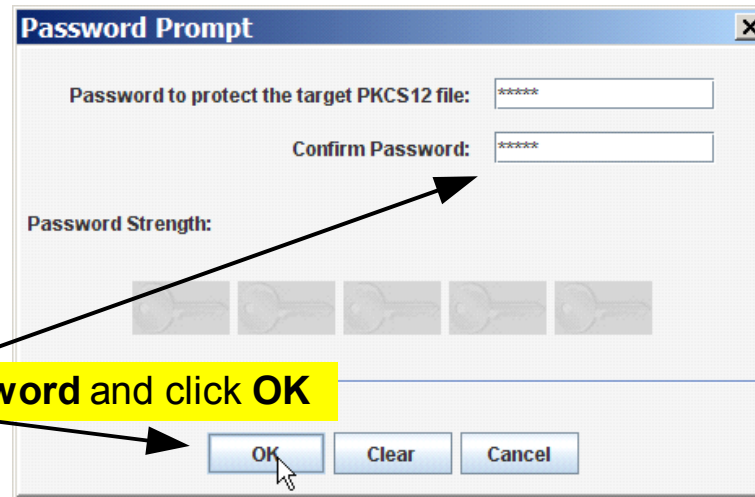 Password Prompt
Password to protect the target PKCS12 file: *****
Confirm Password: *****
Password Strength:
and click OK
OK Clear Cancel